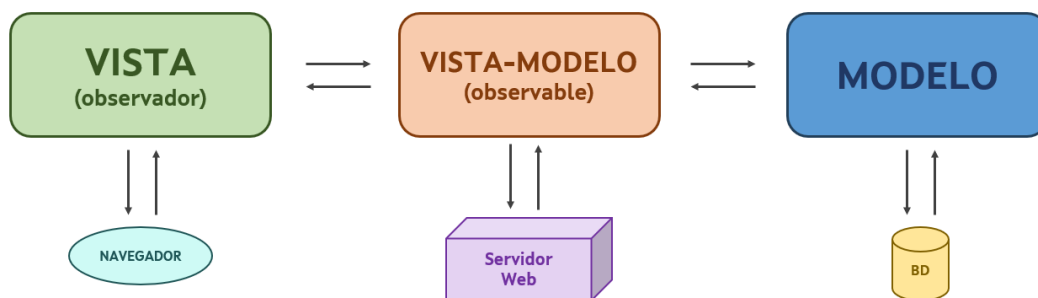 VISTA
(observador)
VISTA-MODELO
(observable)
MODELO
NAVEGADOR
Servidor
Web
BD